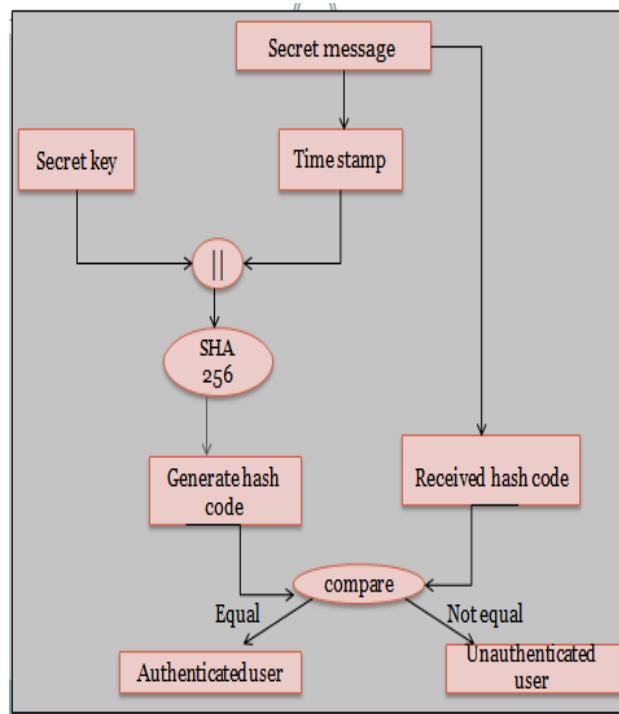 Secret message
Secret key
Time stamp
||
SHA
256
Generate hash
code
Received hash code
compare
Equal
Not equal
Authenticated user
Unauthenticated
user